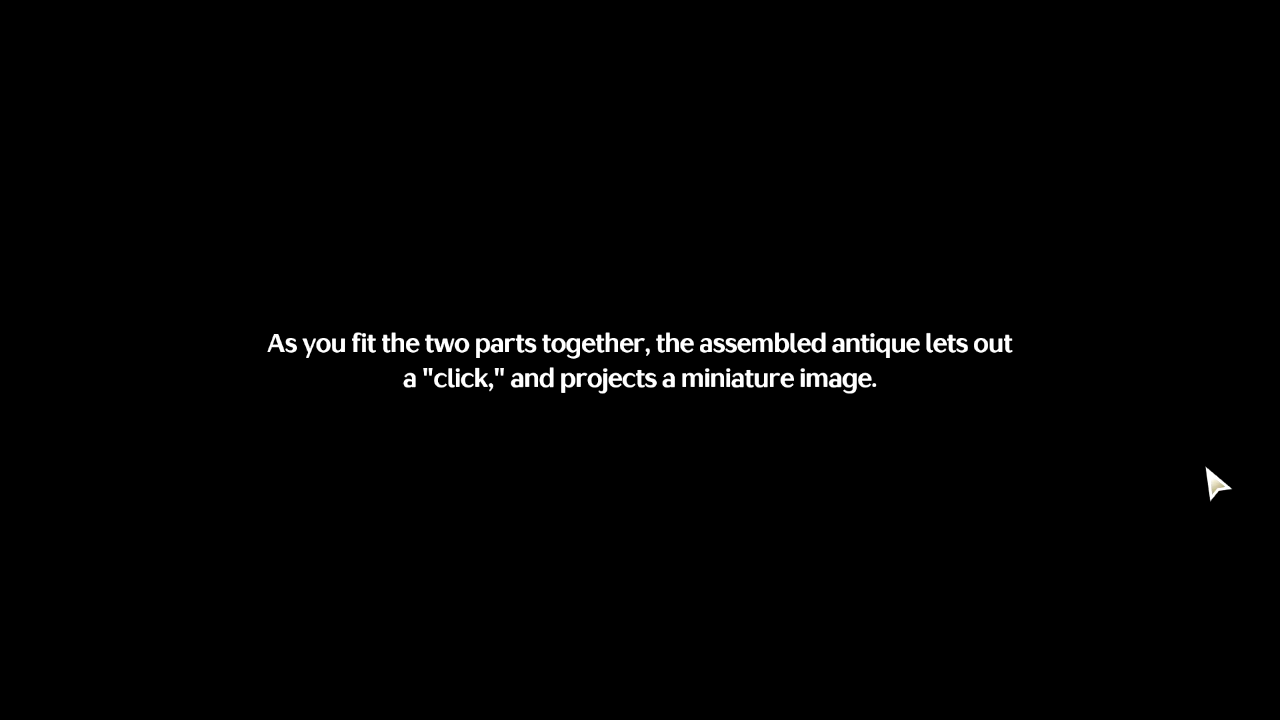 As you fit the two parts together, the assembled antique lets out
a "click," and projects a miniature image.